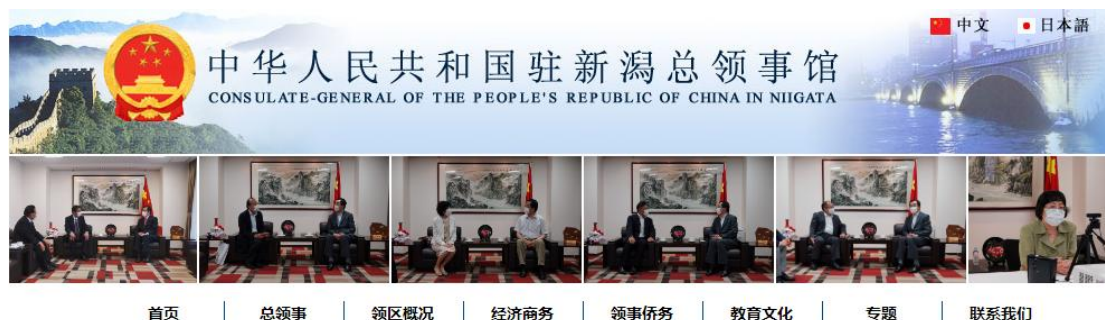 中文 日本語
中华人民共和国驻新潟总领事馆
CONSULATE-GENERAL OF THE PEOPLE'S REPUBLIC OF CHINA IN NIIGATA
首页 总领事 领区概况 经济商务 领事侨务 教育文化 专题 联系我们